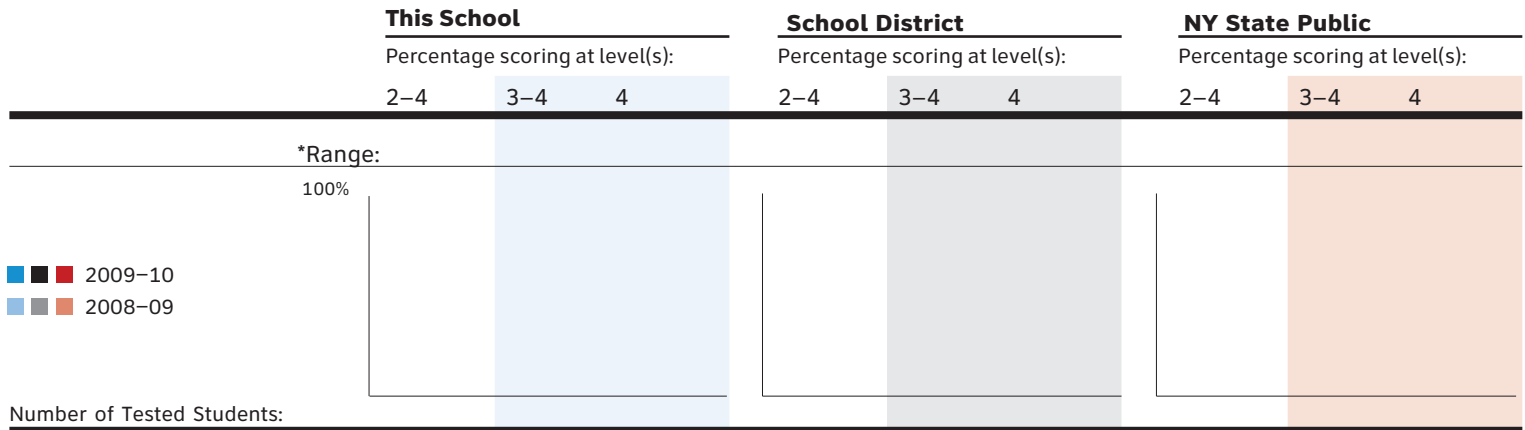 This School School District NY State Public
Percentage scoring at level(s): Percentage scoring at level(s): Percentage scoring at level(s):
2–4 3–4 4 2–4 3–4 4 2–4 3–4 4
*Range:
100%
2009–10
2008–09
Number of Tested Students: